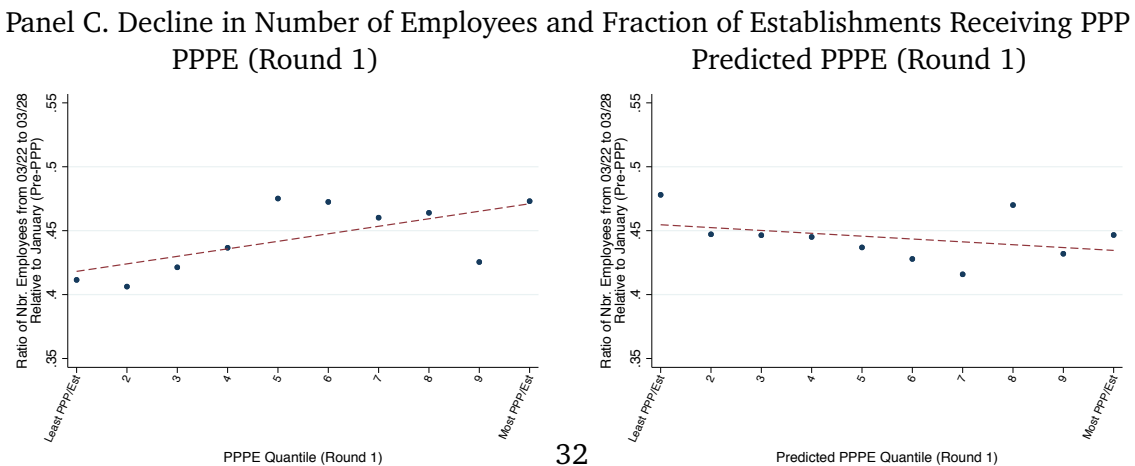 Panel C. Decline in Number of Employees and Fraction of Establishments Receiving PPP
PPPE (Round 1)
Predicted PPPE (Round 1)
Ratio of Nbr. Employees from 03/22 to 03/28
Relative to January (Pre-PPP)
.55
.5
.45
.4
.35
Least PPP/Est
2
3
4
5
6
7
8
9
Most PPP/Est
PPPE Quantile (Round 1)
Ratio of Nbr. Employees from 03/22 to 03/28
Relative to January (Pre-PPP)
.55
.5
.45
.4
.35
Least PPP/Est
2
3
4
5
6
7
8
9
Most PPP/Est
Predicted PPPE Quantile (Round 1)
32